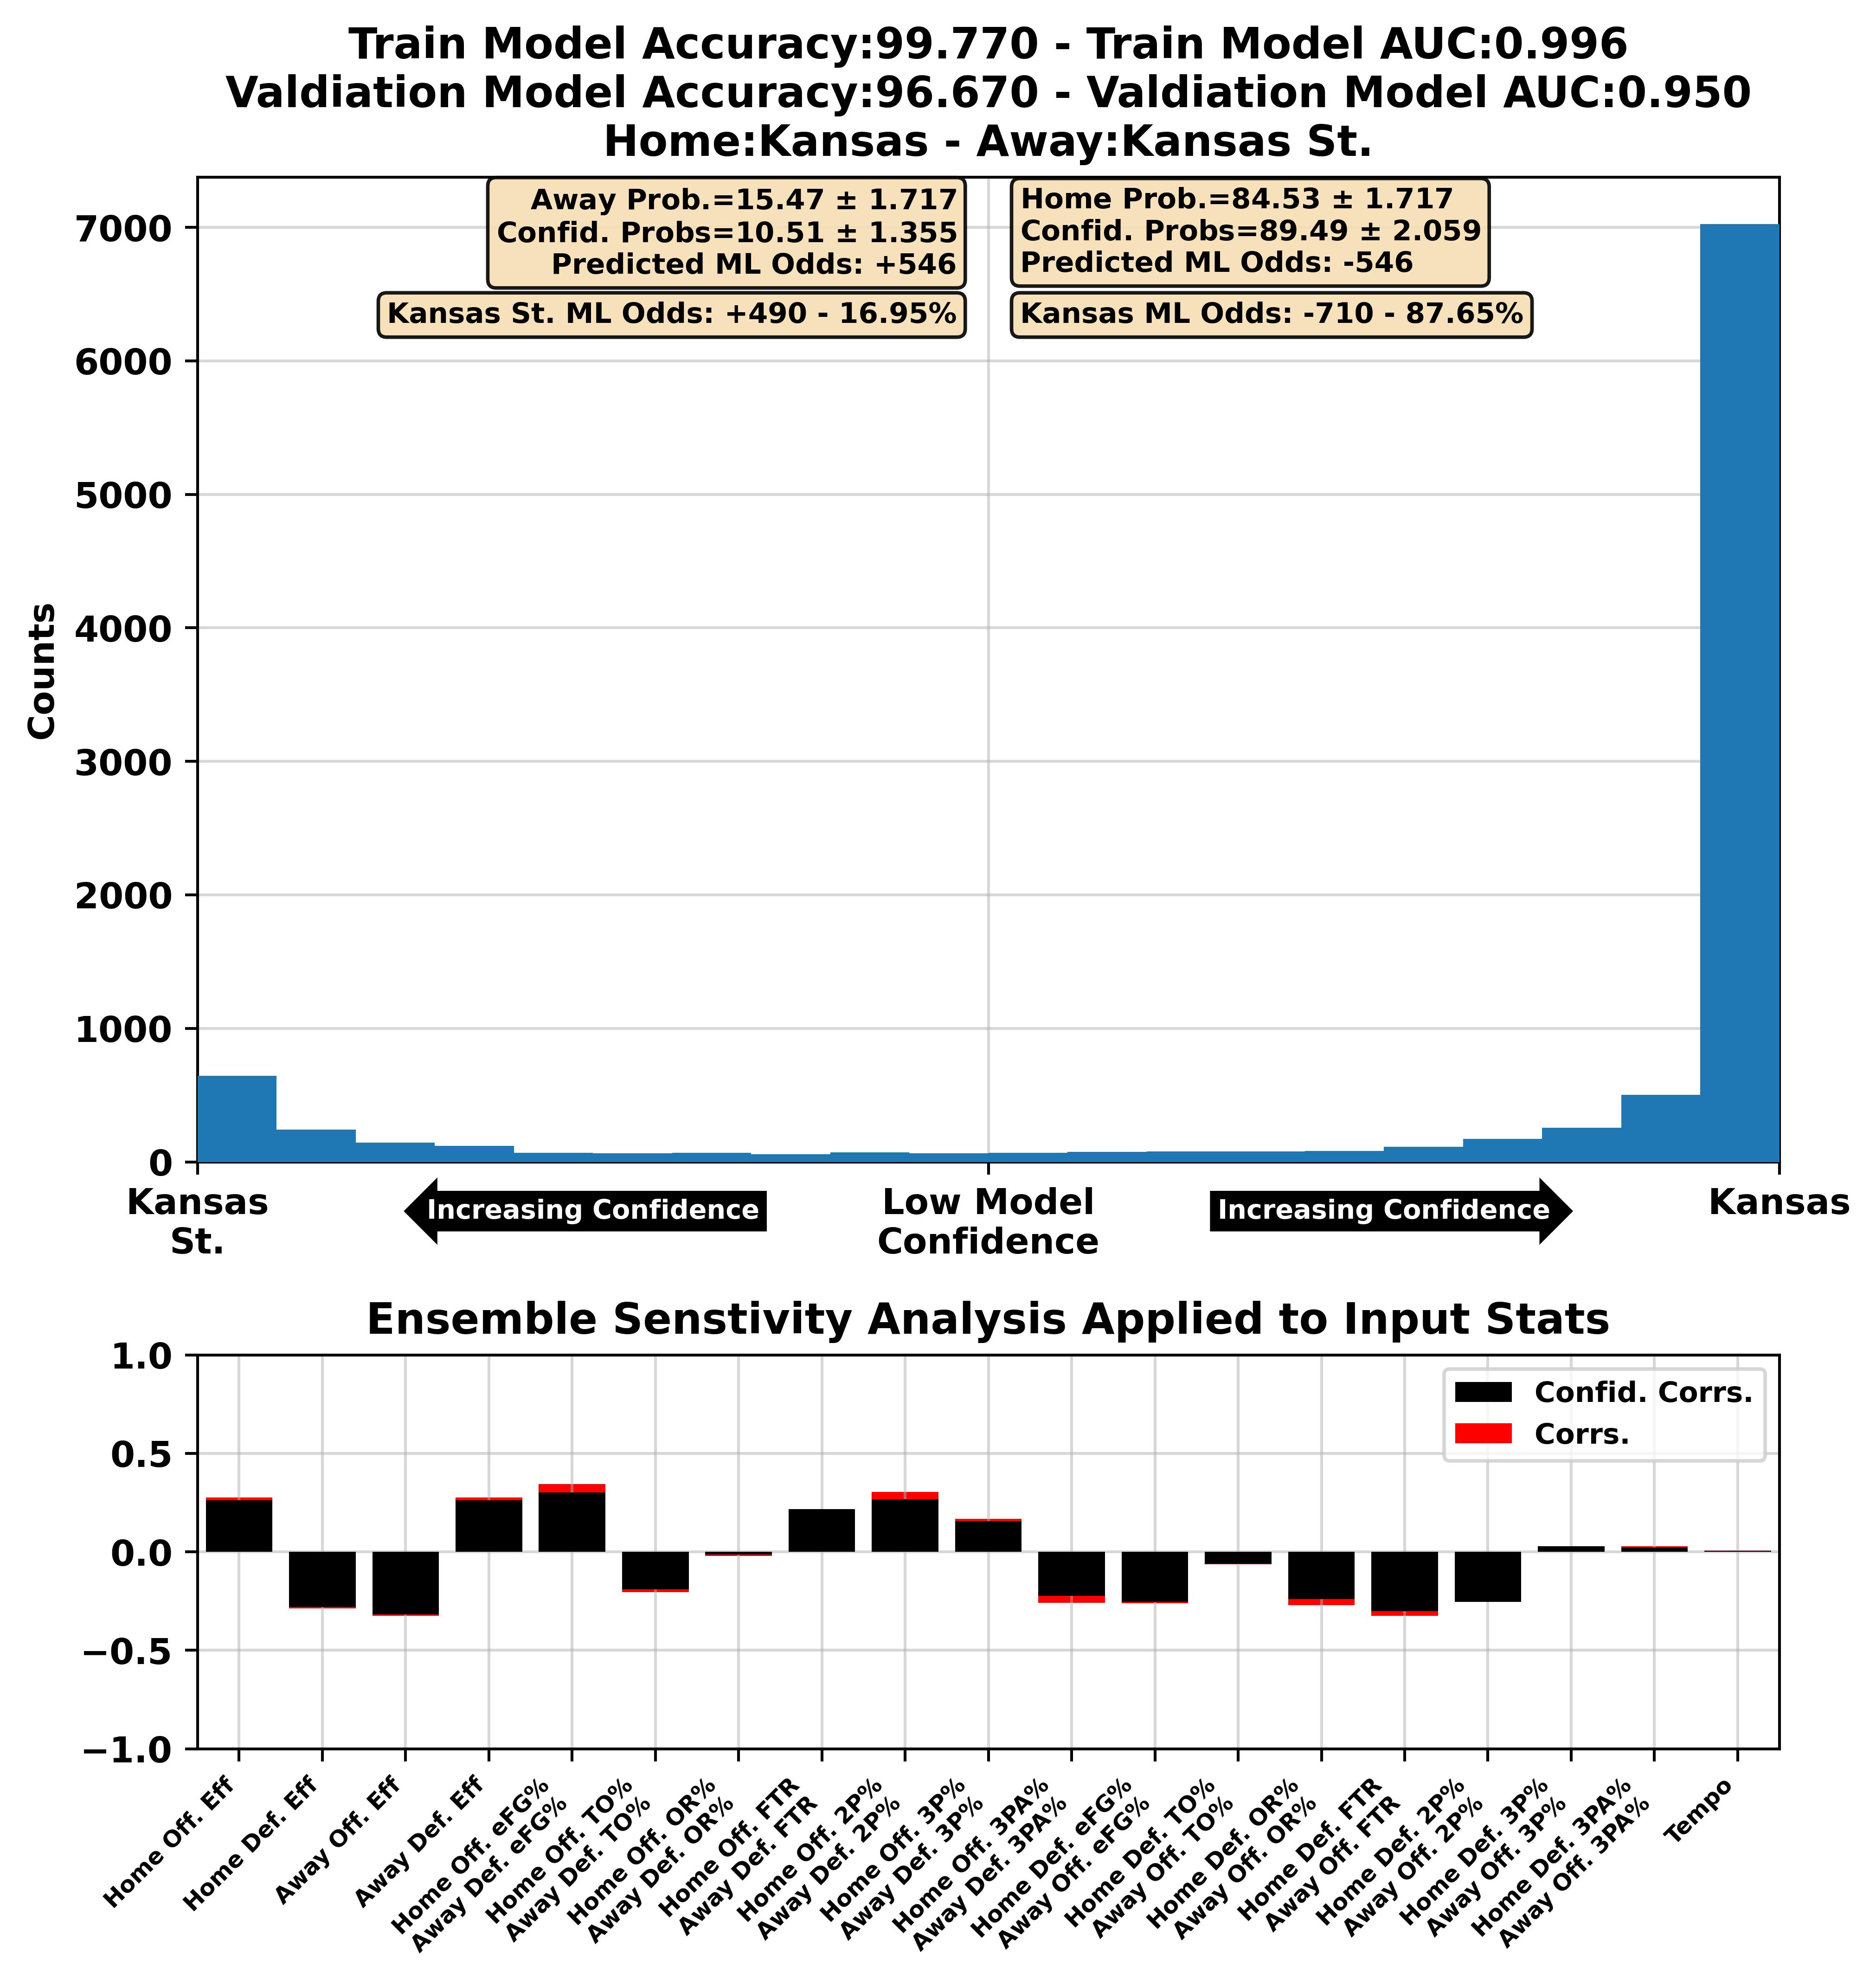 Train Model Accuracy:99.770 - Train Model AUC:0.996
Valdiation Model Accuracy:96.670 - Valdiation Model AUC:0.950
Home:Kansas - Away:Kansas St.
Away Prob.=15.47 ± 1.717
Confid. Probs=10.51 ± 1.355
Predicted ML Odds: +546
Kansas St. ML Odds: +490 - 16.95%
Home Prob.=84.53 ± 1.717
Confid. Probs=89.49 ± 2.059
Predicted ML Odds: -546
Kansas ML Odds: -710 - 87.65%
Counts
7000
6000
5000
4000
3000
2000
1000
0
Kansas
St.
Increasing Confidence
Low Model
Confidence
Increasing Confidence
Kansas
Ensemble Senstivity Analysis Applied to Input Stats
1.0
0.5
0.0
−0.5
−1.0
Confid. Corrs.
Corrs.
Home Off. Eff
Home Def. Eff
Away Off. Eff
Away Def. Eff
Home Off. eFG%
Away Def. eFG%
Home Off. TO%
Away Def. TO%
Home Off. OR%
Away Def. OR%
Home Off. FTR
Away Def. FTR
Home Off. 2P%
Away Def. 2P%
Home Off. 3P%
Away Def. 3P%
Home Off. 3PA%
Away Def. 3PA%
Home Def. eFG%
Away Off. eFG%
Home Def. TO%
Away Off. TO%
Home Def. OR%
Away Off. OR%
Home Def. FTR
Away Off. FTR
Home Def. 2P%
Away Off. 2P%
Home Def. 3P%
Away Off. 3P%
Home Def. 3PA%
Away Off. 3PA%
Tempo